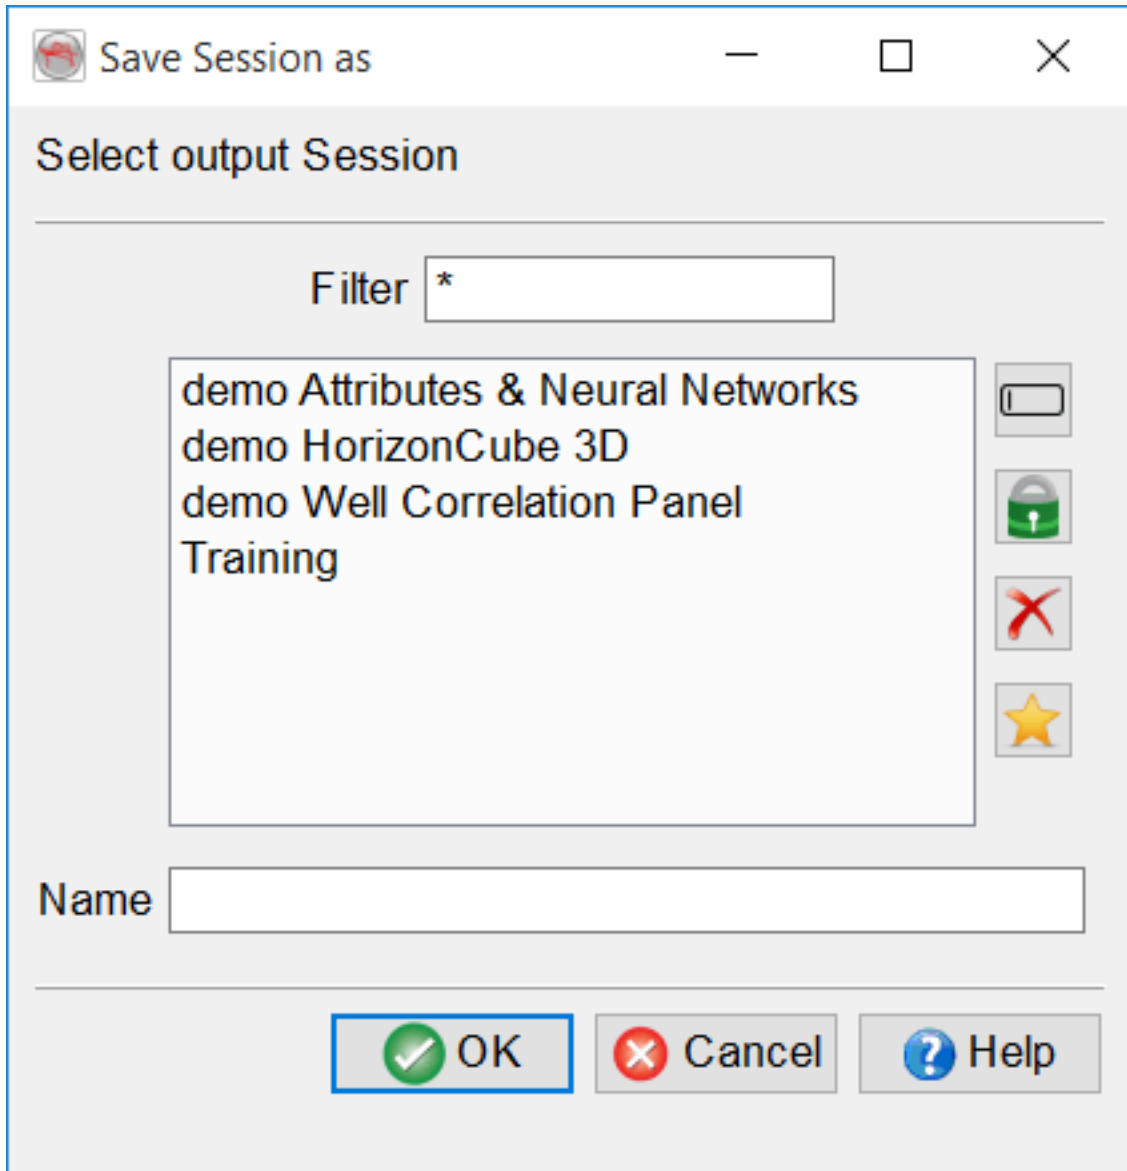 Save Session as
Select output Session
Filter *
demo Attributes & Neural Networks
demo HorizonCube 3D
demo Well Correlation Panel
Training
Name
OK Cancel Help